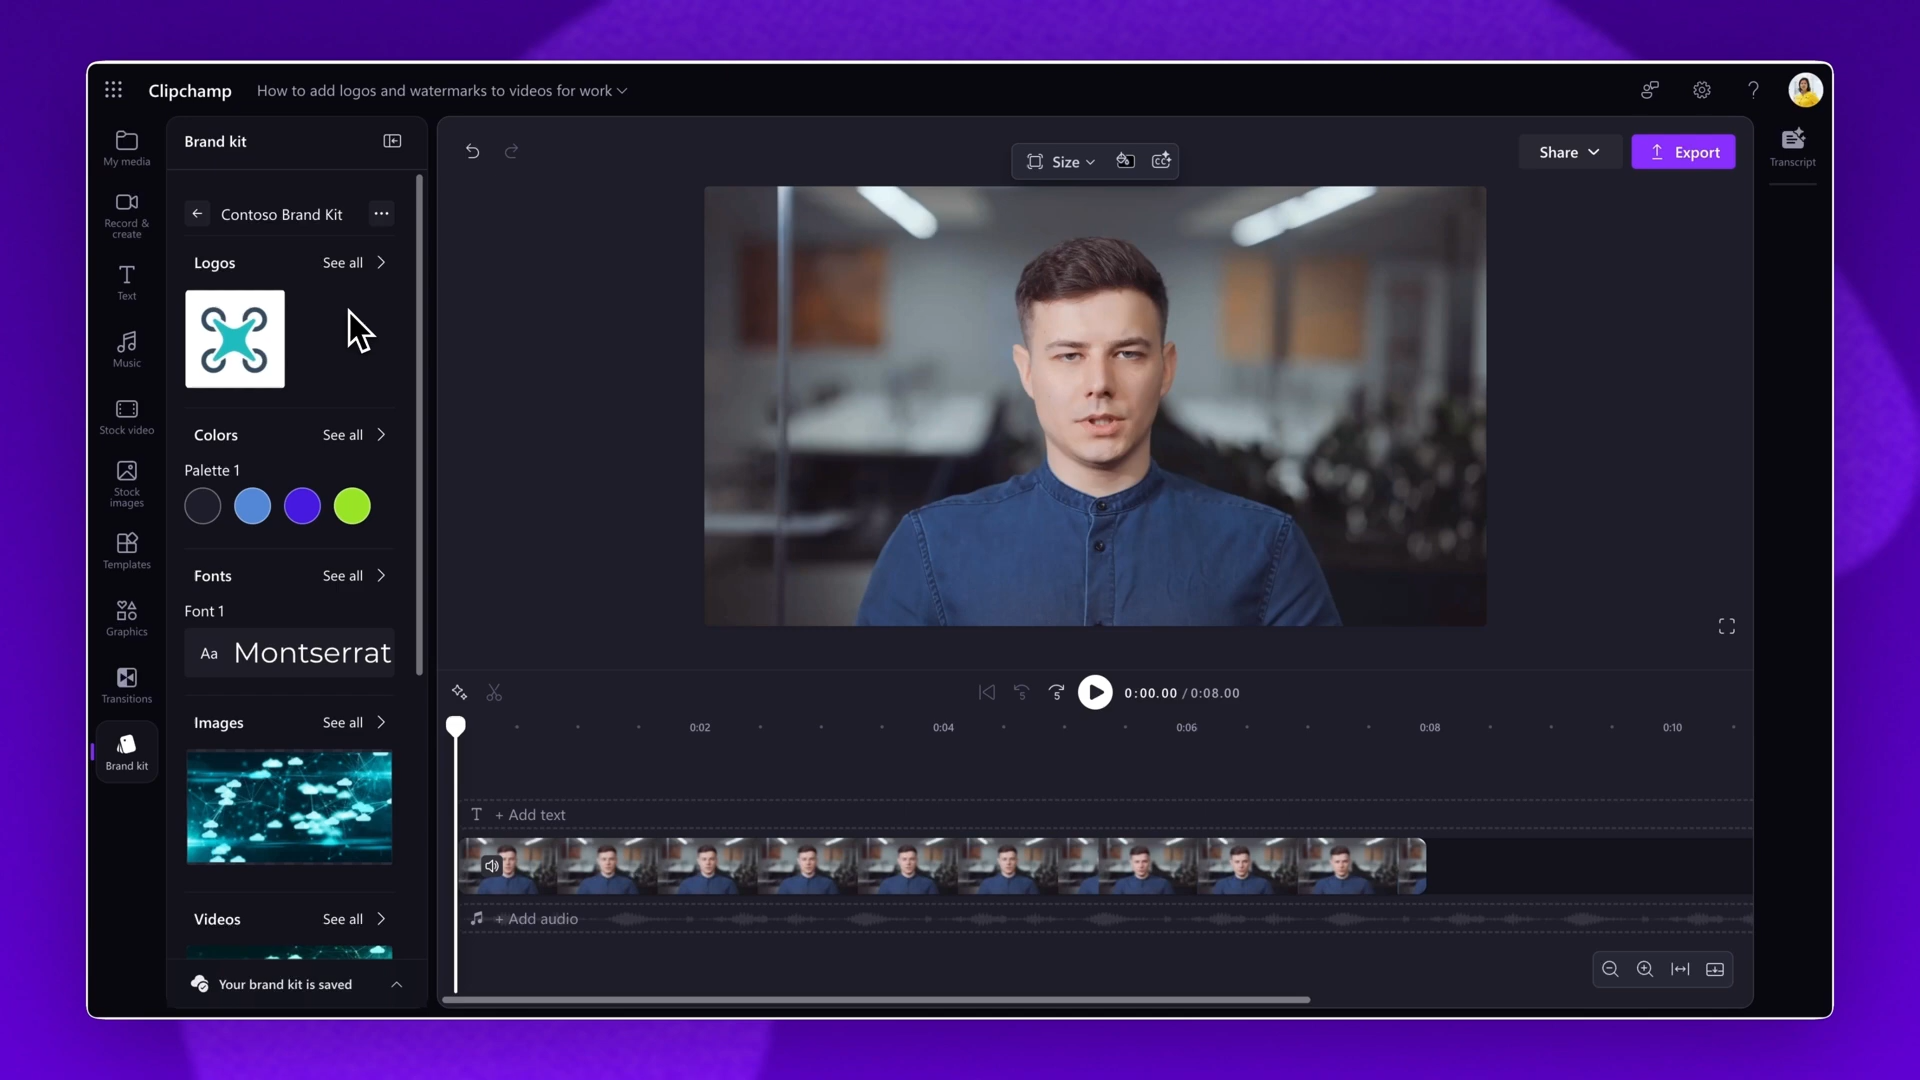 Clipchamp
How to add logos and watermarks to videos for work
My media
Record &
create
Text
Music
Stock video
Stock
images
Templates
Graphics
Transitions
Brand kit
Brand kit
Contoso Brand Kit
Logos
See all
Colors
See all
Palette 1
Fonts
See all
Font 1
Aa Montserrat
Images
See all
Videos
See all
Your brand kit is saved
Size
CC
Share
Export
Transcript
5
5
0:00.00 / 0:08.00
0:02
0:04
0:06
0:08
0:10
T + Add text
+ Add audio